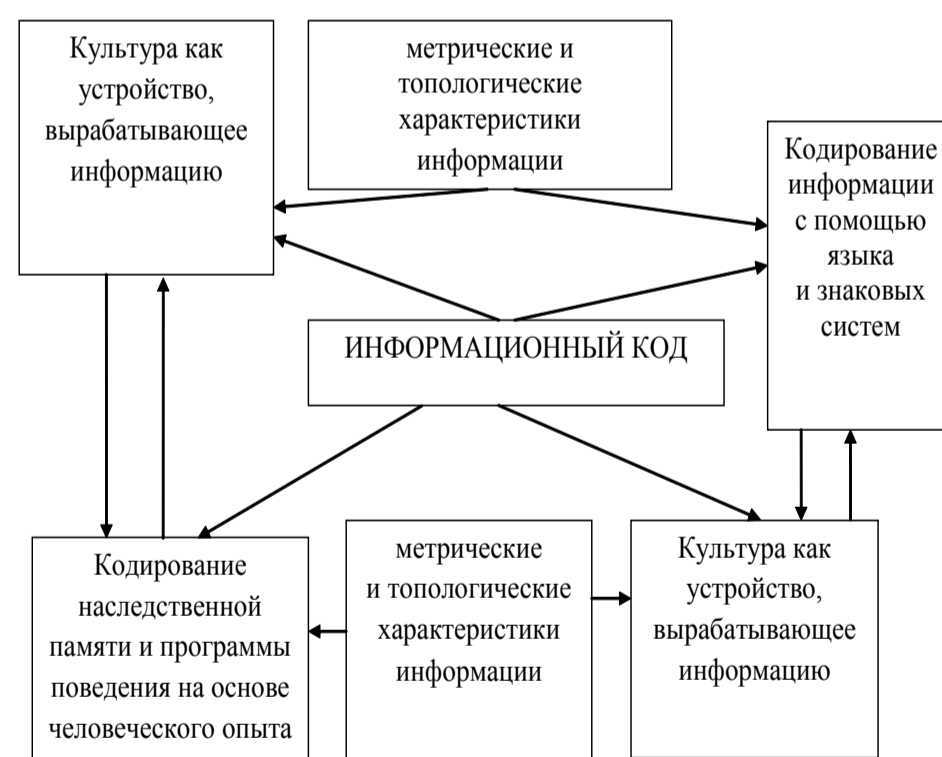 Культура как
устройство,
вырабатывающее
информацию
метрические и
топологические
характеристики
информации
Кодирование
информации
с помощью
языка
и знаковых
систем
ИНФОРМАЦИОННЫЙ КОД
Кодирование
наследственной
памяти и программы
поведения на основе
человеческого опыта
метрические
и топологические
характеристики
информации
Культура как
устройство,
вырабатывающее
информацию